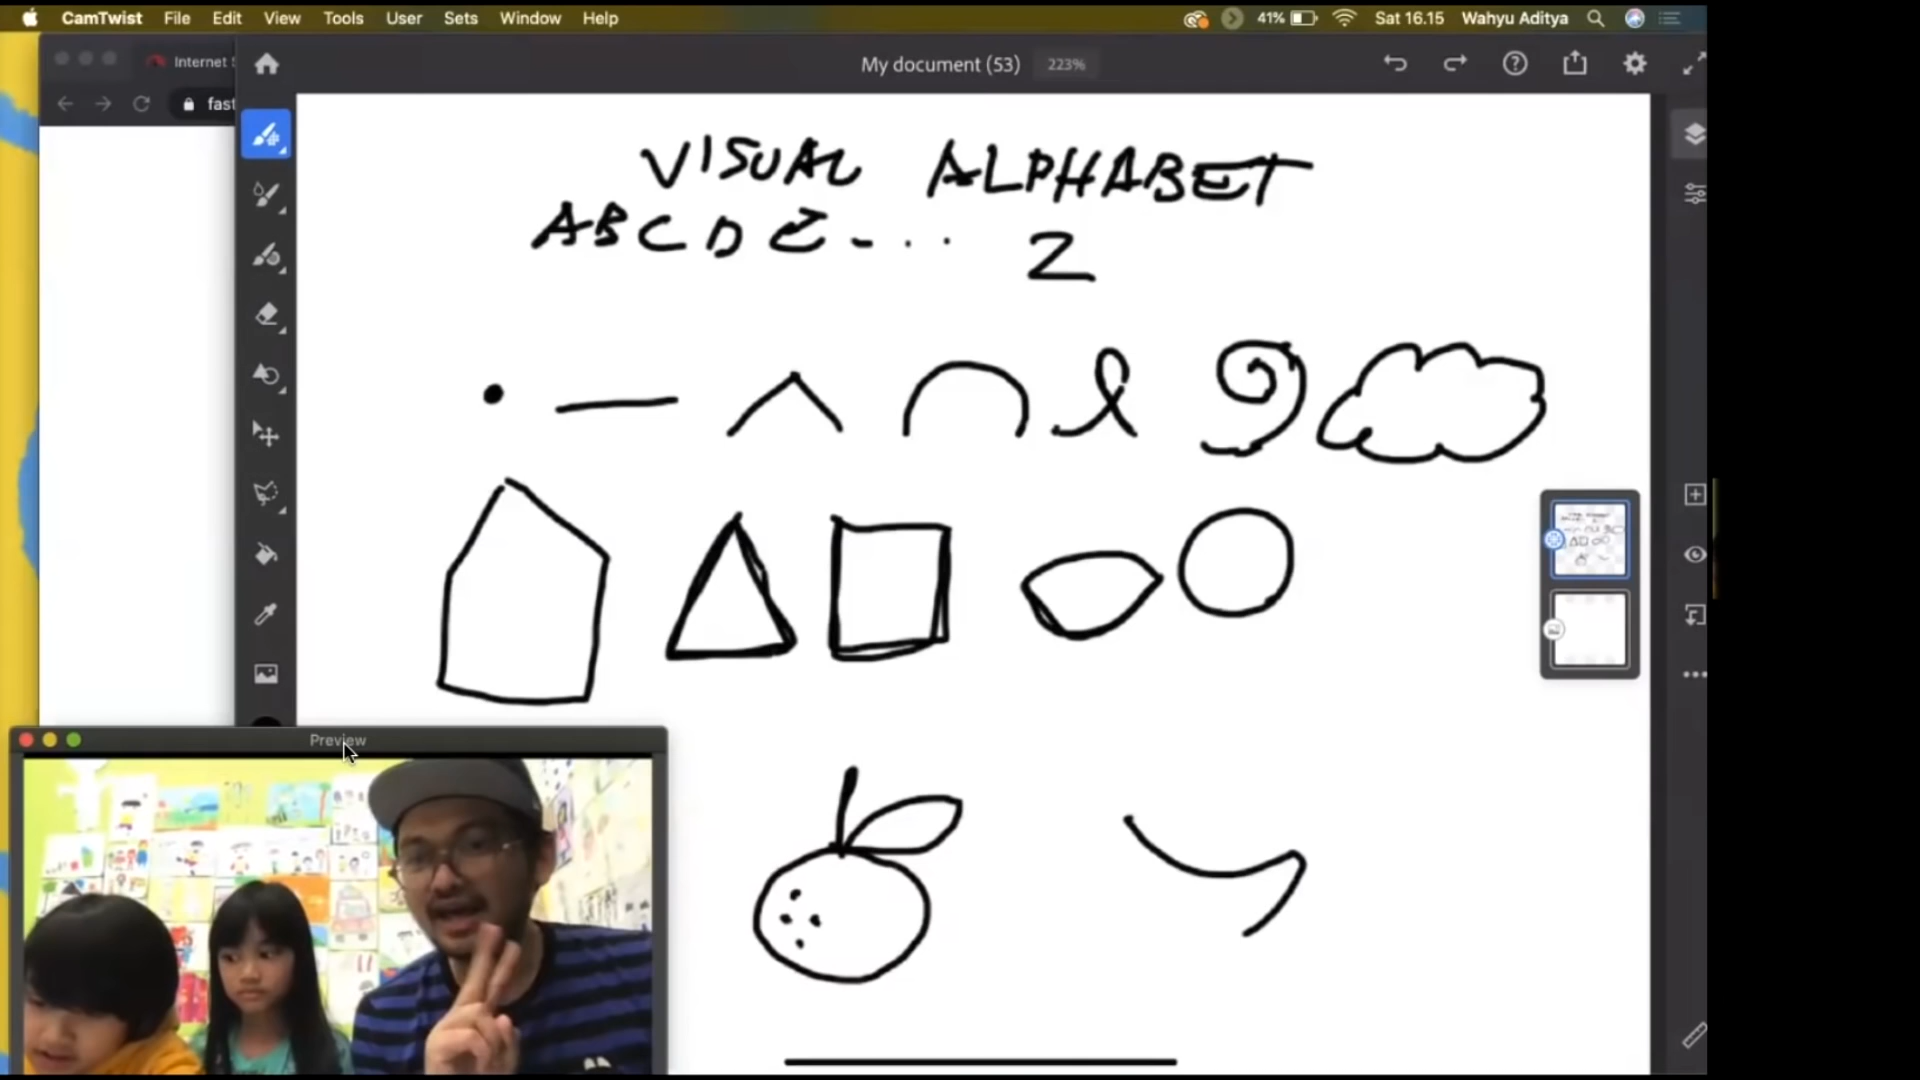 CamTwist File Edit View Tools User Sets Window Help 41% Sat 16.15 Wahyu Aditya
Internet
My document (53) 223%
fast
VISUAL ALPHABET
ABCDE-... Z
Preview